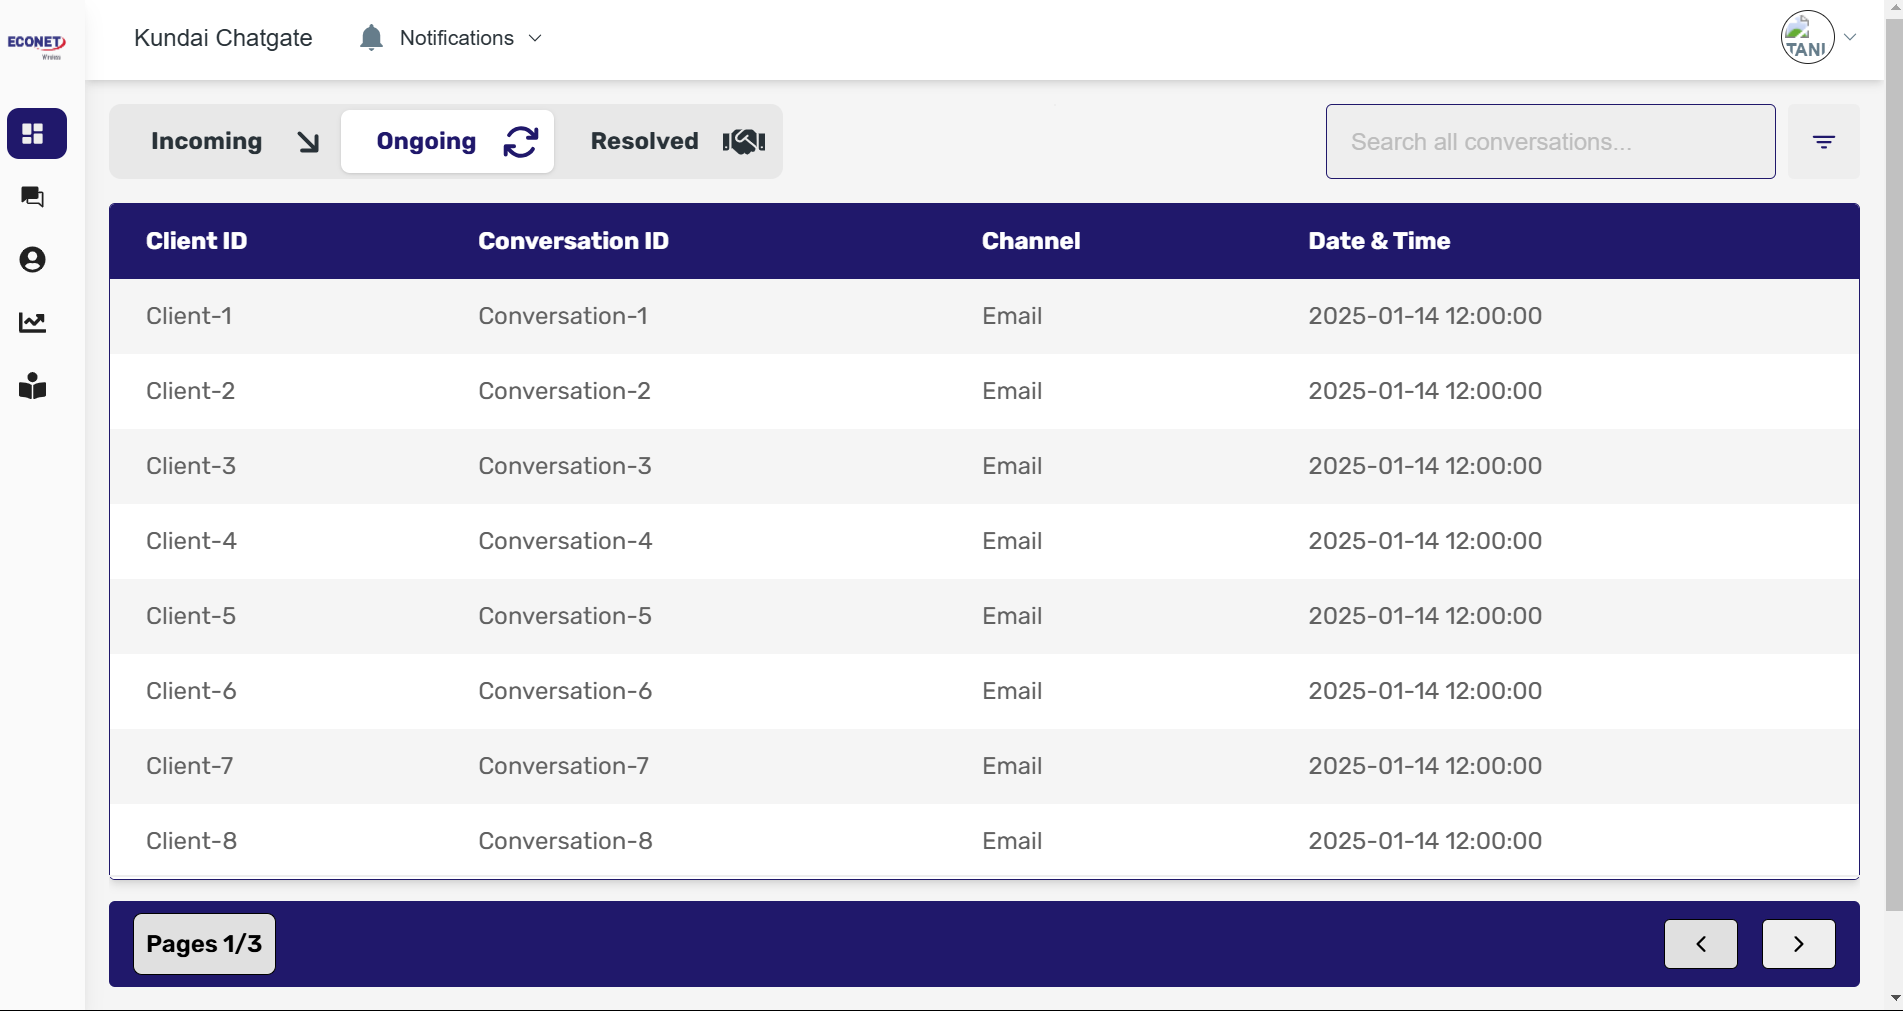 ECONET
Wireless
Kundai Chatgate
Notifications
TANI
Incoming
Ongoing
Resolved
Search all conversations...
Client ID Conversation ID Channel Date & Time
Client-1 Conversation-1 Email 2025-01-14 12:00:00
Client-2 Conversation-2 Email 2025-01-14 12:00:00
Client-3 Conversation-3 Email 2025-01-14 12:00:00
Client-4 Conversation-4 Email 2025-01-14 12:00:00
Client-5 Conversation-5 Email 2025-01-14 12:00:00
Client-6 Conversation-6 Email 2025-01-14 12:00:00
Client-7 Conversation-7 Email 2025-01-14 12:00:00
Client-8 Conversation-8 Email 2025-01-14 12:00:00
Pages 1/3